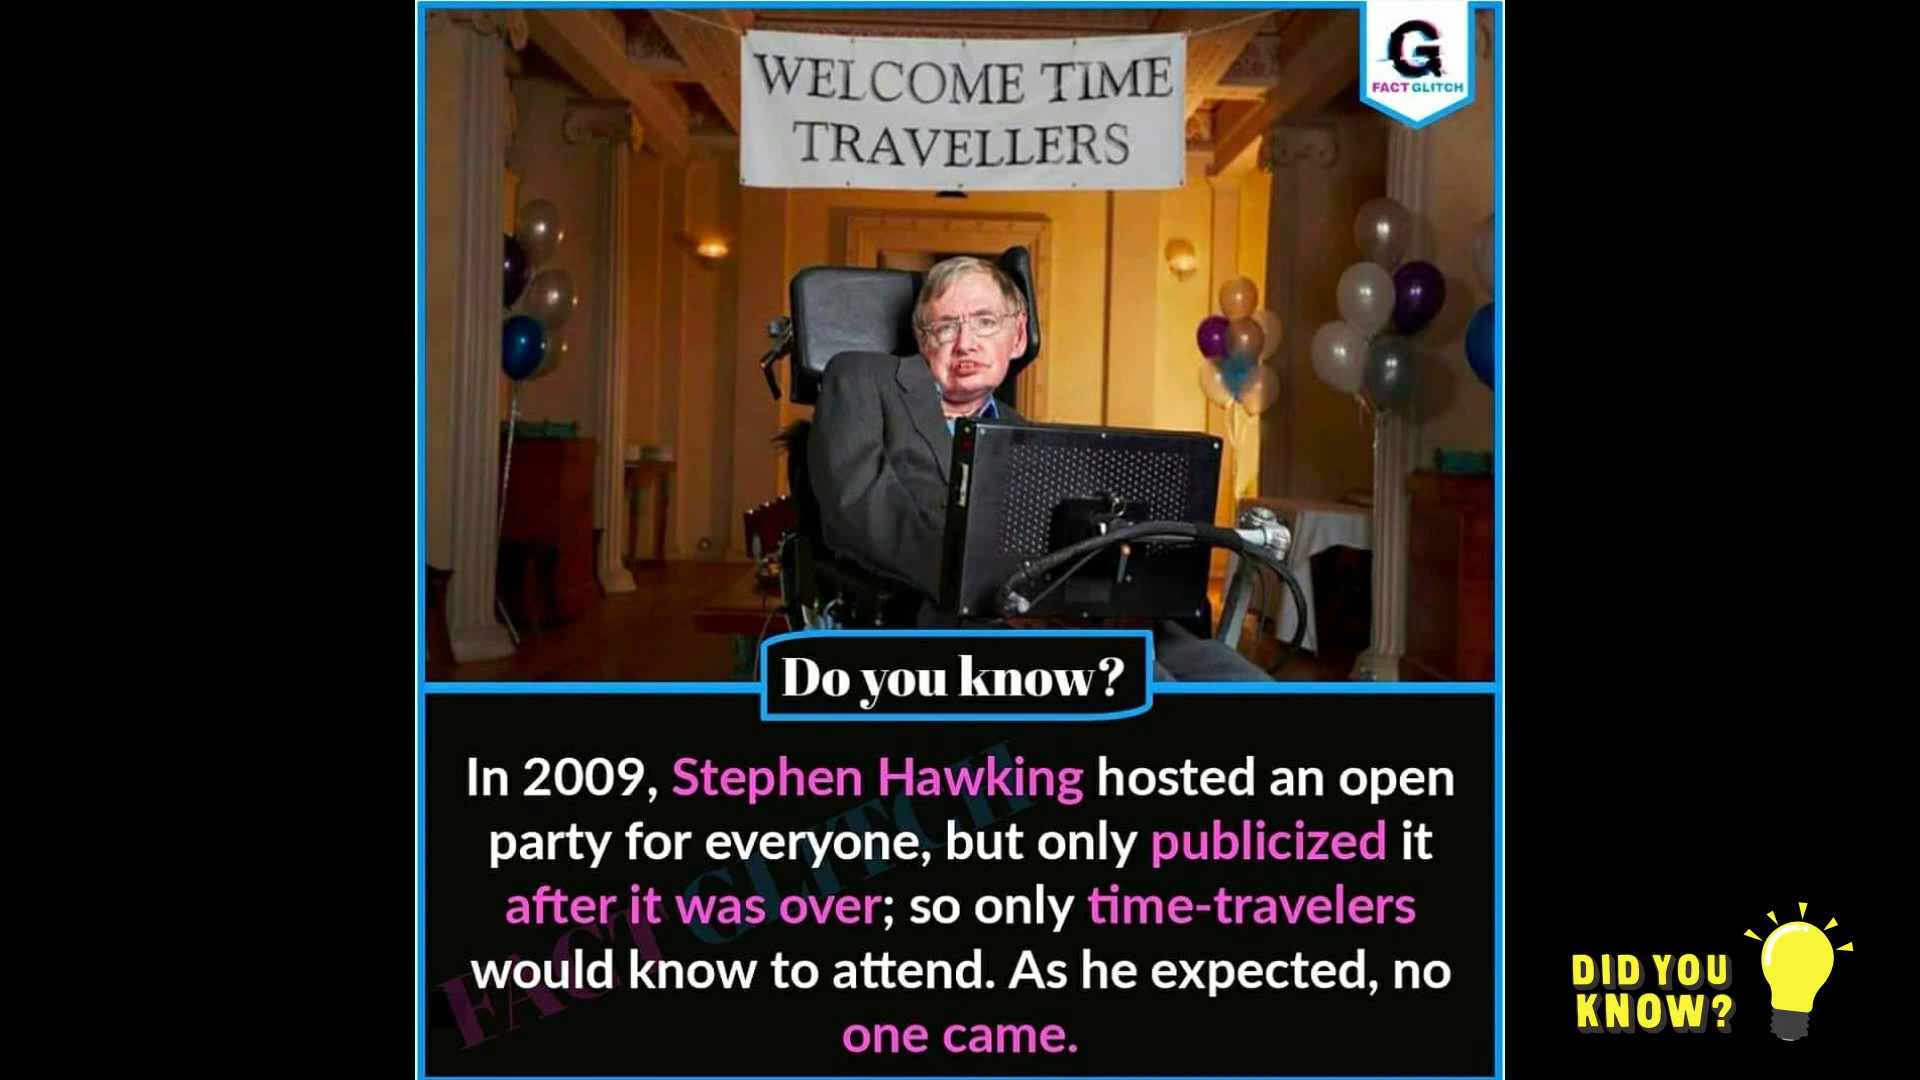 WELCOME TIME
TRAVELLERS
G
FACT GLITCH
Do you know?
In 2009, Stephen Hawking hosted an open
party for everyone, but only publicized it
after it was over; so only time-travelers
would know to attend. As he expected, no
one came.
FACT GLITCH
DID YOU
KNOW?